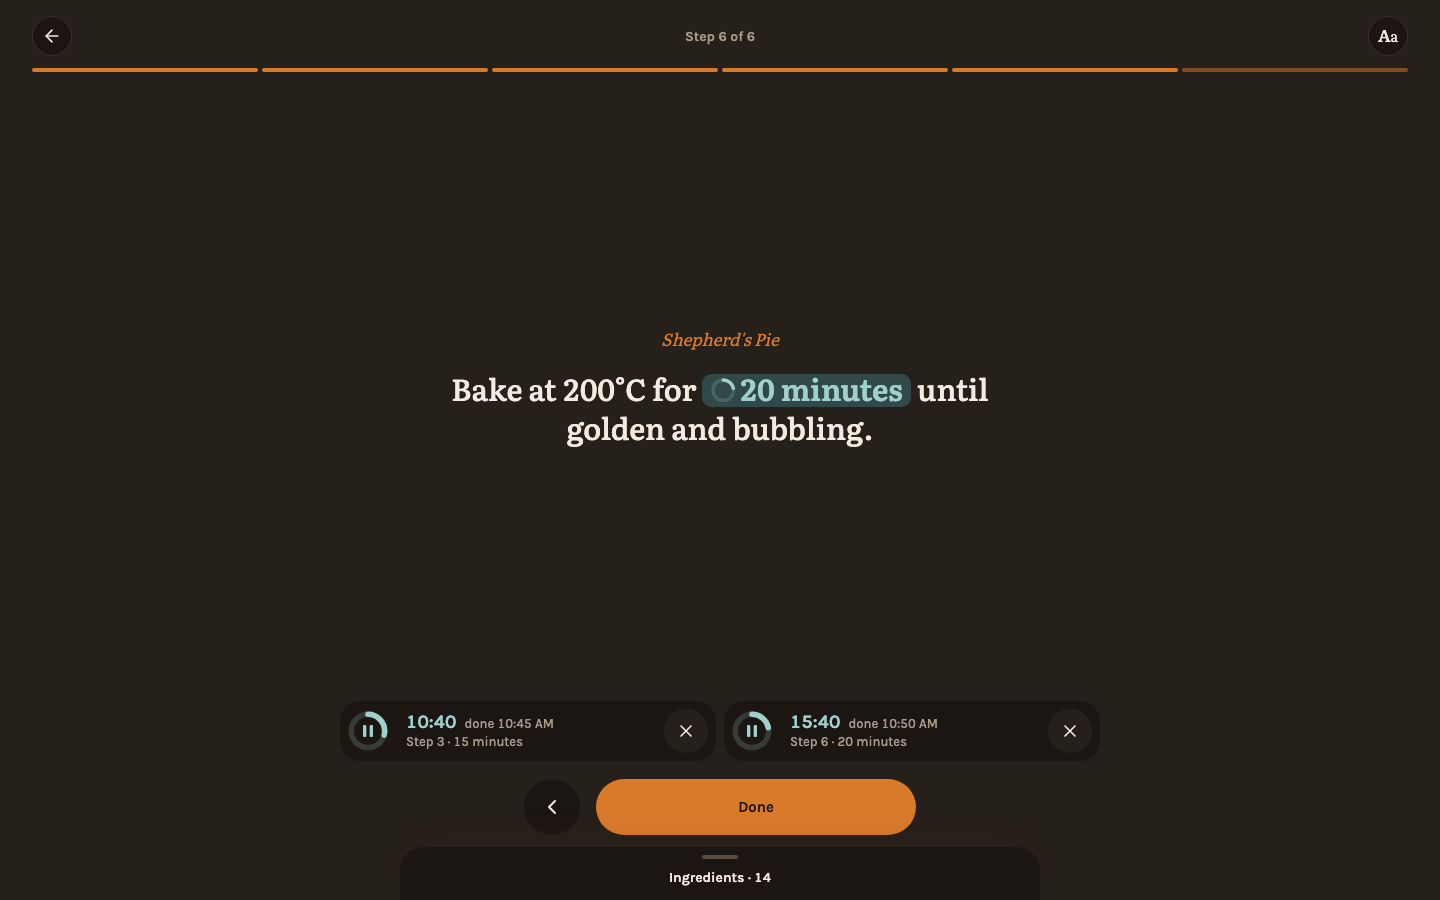 Step 6 of 6
Aa
Shepherd's Pie
Bake at 200°C for 20 minutes until
golden and bubbling.
10:40 done 10:45 AM
Step 3 · 15 minutes
15:40 done 10:50 AM
Step 6 · 20 minutes
Done
Ingredients · 14